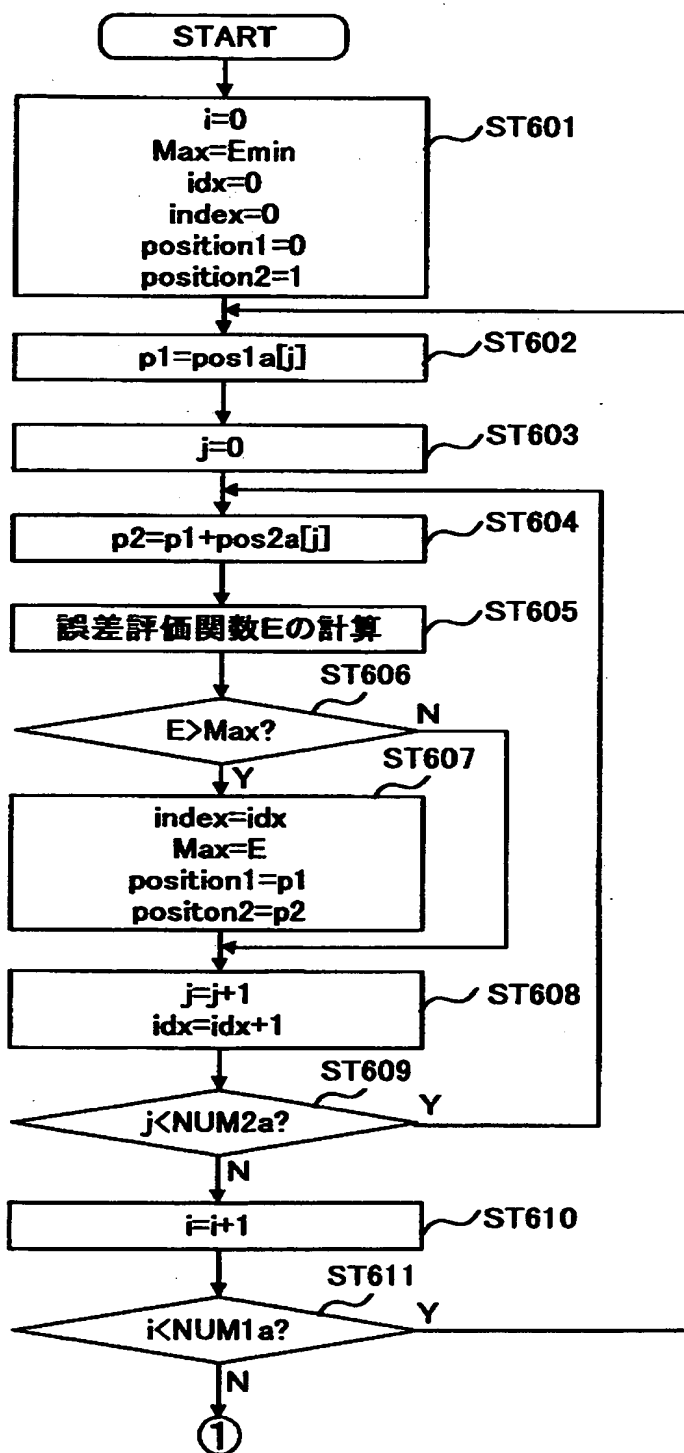 START
i=0
Max=Emin
idx=0
index=0
position1=0
position2=1
ST601
p1=pos1a[j]
ST602
j=0
ST603
p2=p1+pos2a[j]
ST604
誤差評価関数Eの計算
ST605
ST606
E>Max?
N
Y
ST607
index=idx
Max=E
position1=p1
positon2=p2
j=j+1
idx=idx+1
ST608
ST609
j<NUM2a?
Y
N
i=i+1
ST610
ST611
i<NUM1a?
Y
N
1